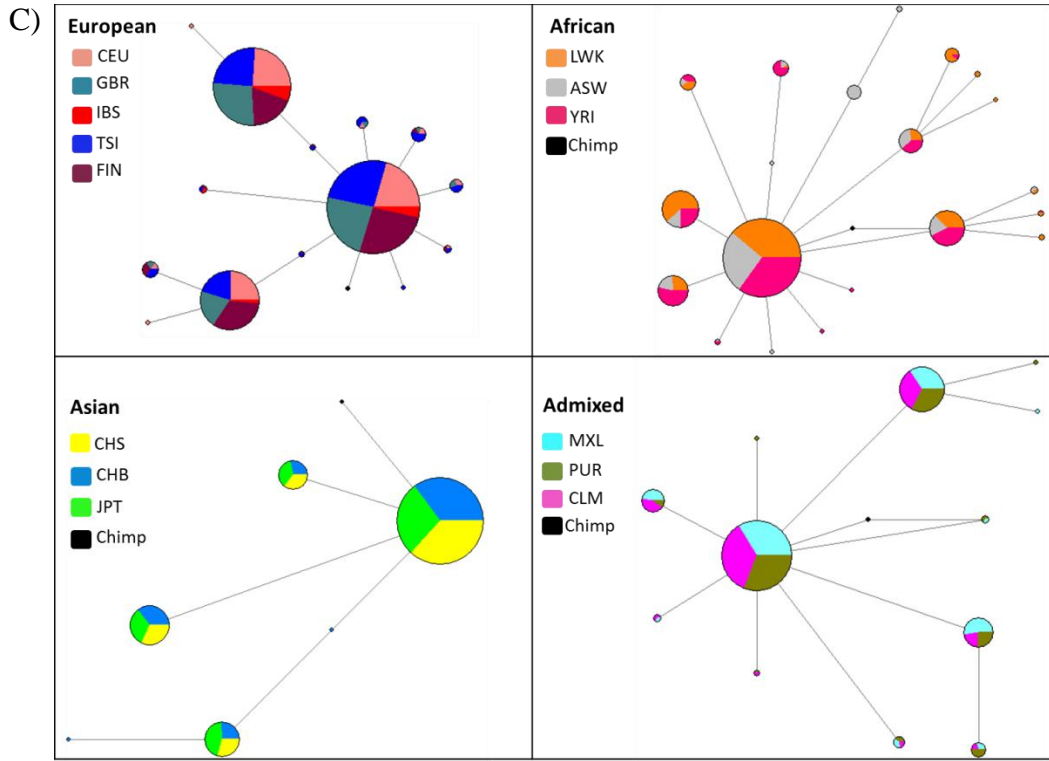 C)
European
CEU
GBR
IBS
TSI
FIN
African
LWK
ASW
YRI
Chimp
Asian
CHS
CHB
JPT
Chimp
Admixed
MXL
PUR
CLM
Chimp